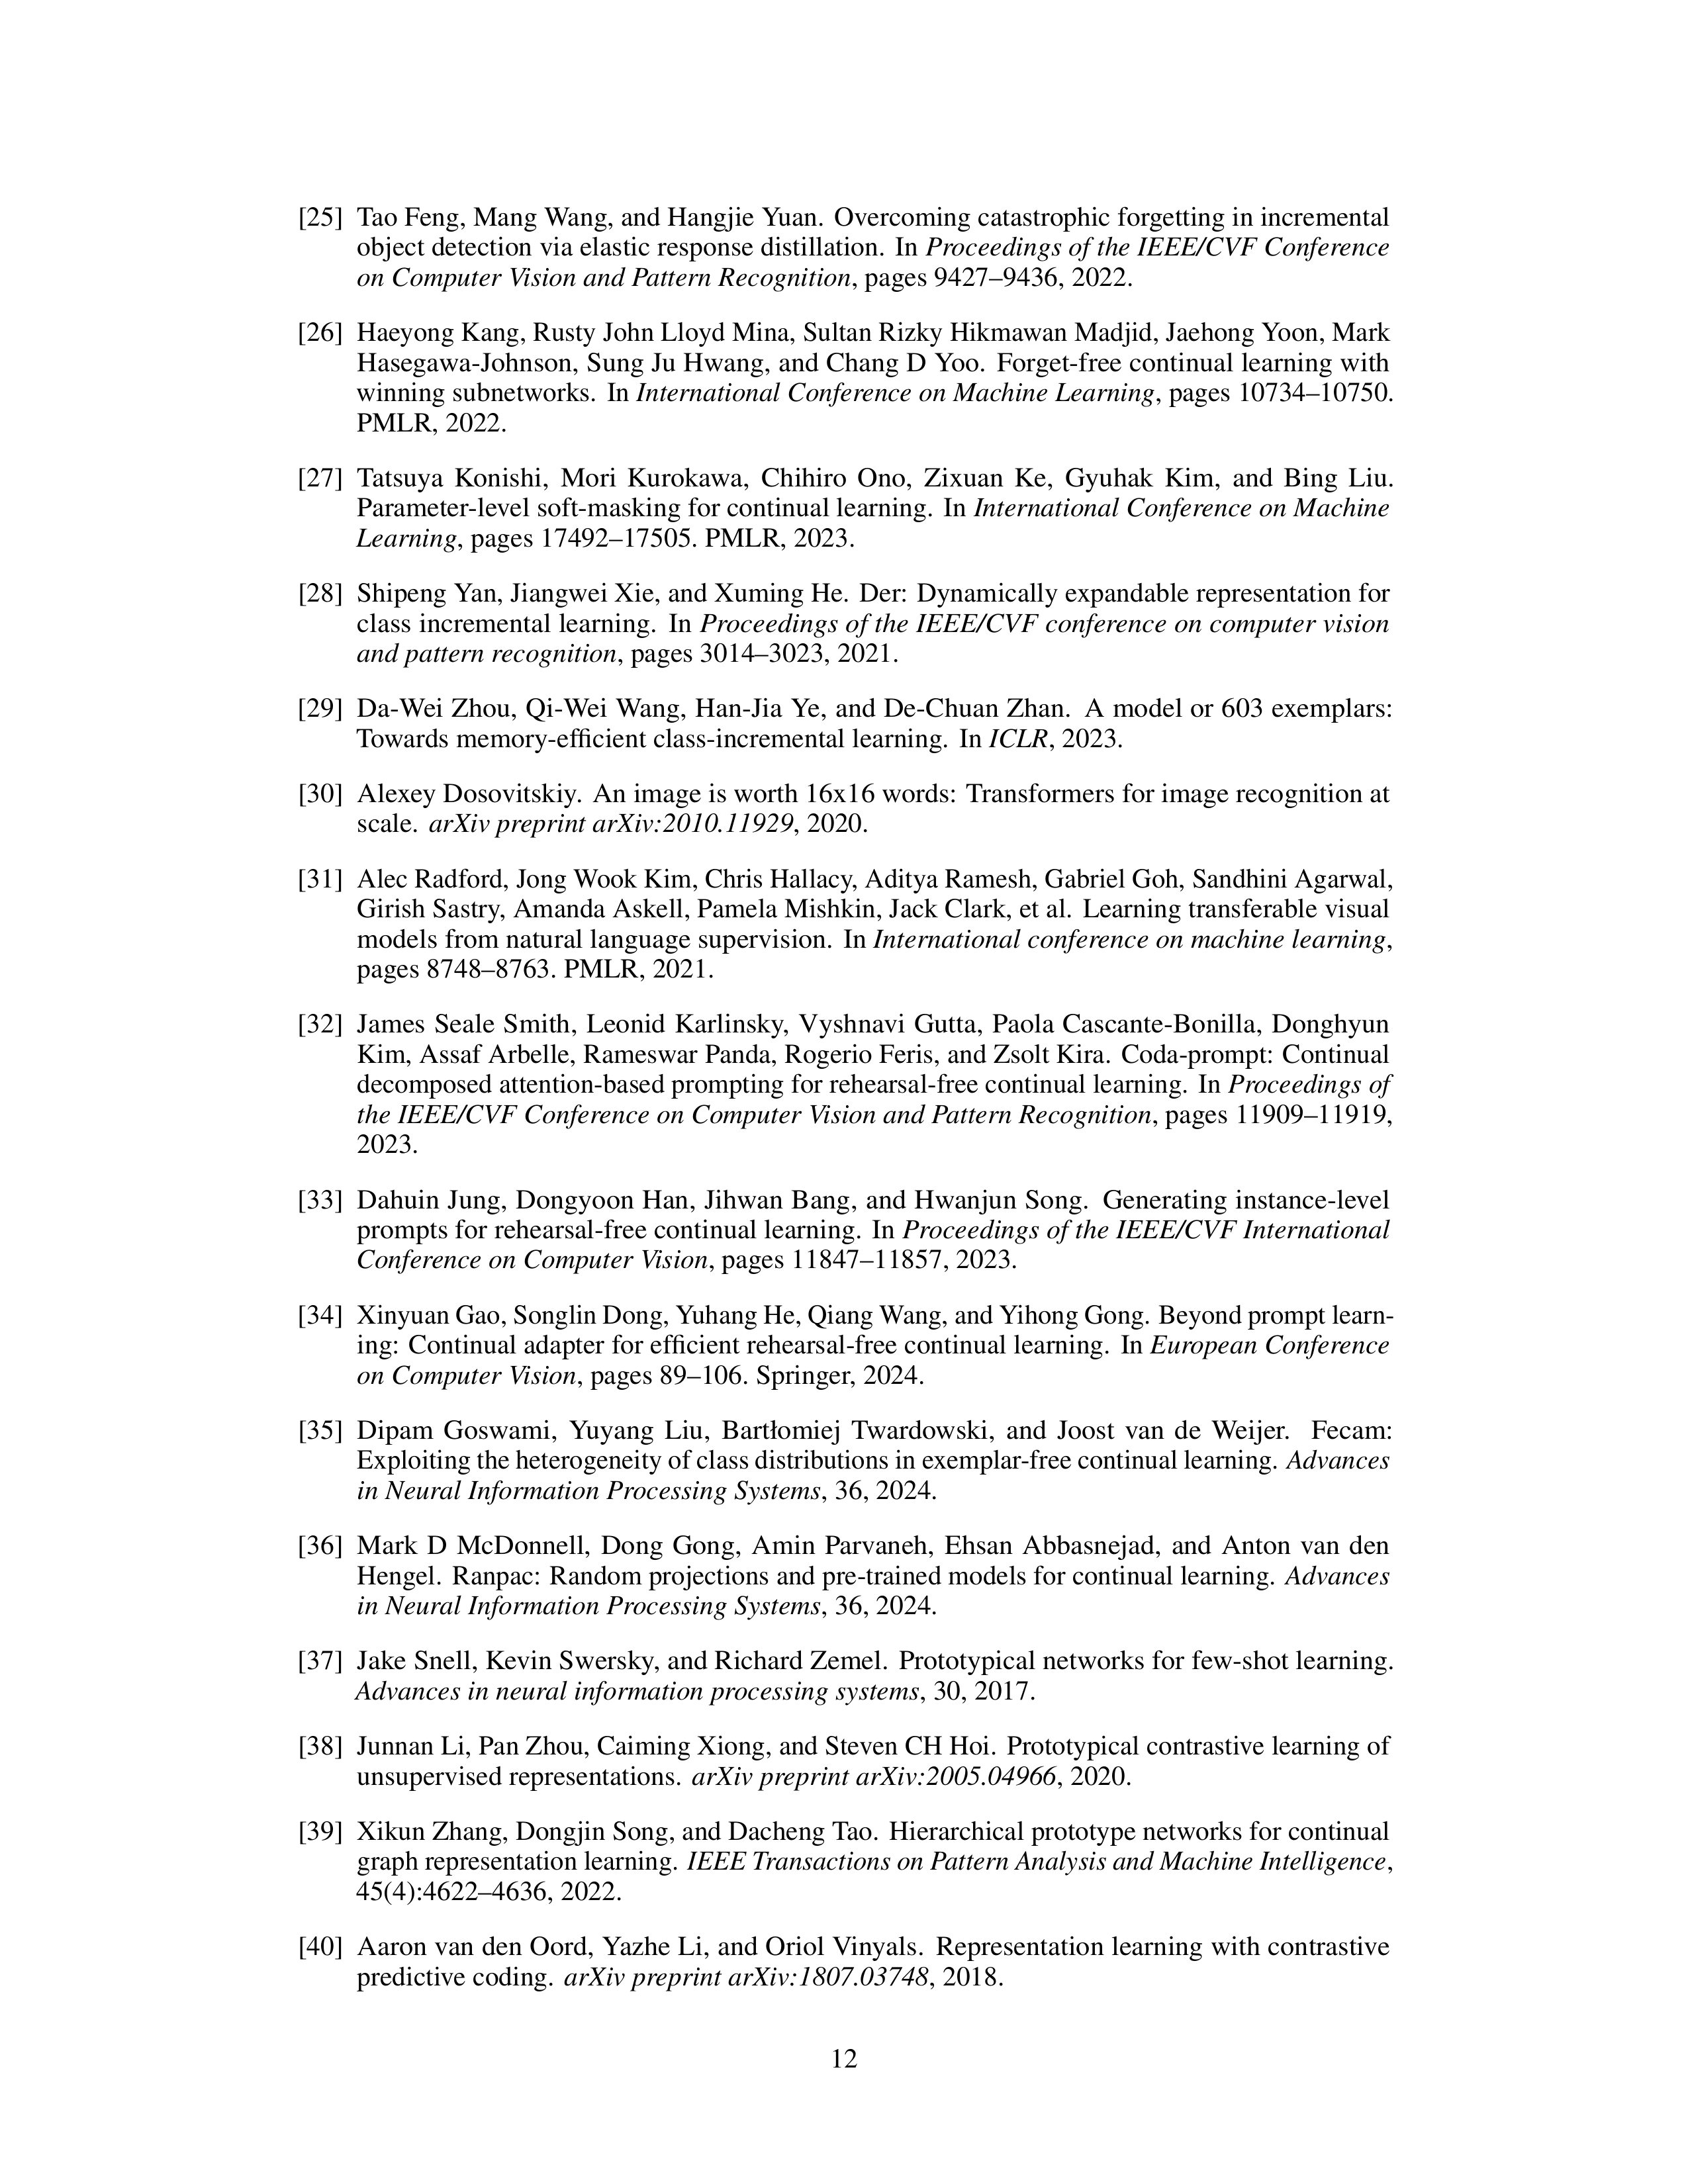 [25] Tao Feng, Mang Wang, and Hangjie Yuan. Overcoming catastrophic forgetting in incremental
object detection via elastic response distillation. In Proceedings of the IEEE/CVF Conference
on Computer Vision and Pattern Recognition, pages 9427–9436, 2022.
[26] Haeyong Kang, Rusty John Lloyd Mina, Sultan Rizky Hikmawan Madjid, Jaehong Yoon, Mark
Hasegawa-Johnson, Sung Ju Hwang, and Chang D Yoo. Forget-free continual learning with
winning subnetworks. In International Conference on Machine Learning, pages 10734–10750.
PMLR, 2022.
[27] Tatsuya Konishi, Mori Kurokawa, Chihiro Ono, Zixuan Ke, Gyuhak Kim, and Bing Liu.
Parameter-level soft-masking for continual learning. In International Conference on Machine
Learning, pages 17492–17505. PMLR, 2023.
[28] Shipeng Yan, Jiangwei Xie, and Xuming He. Der: Dynamically expandable representation for
class incremental learning. In Proceedings of the IEEE/CVF conference on computer vision
and pattern recognition, pages 3014–3023, 2021.
[29] Da-Wei Zhou, Qi-Wei Wang, Han-Jia Ye, and De-Chuan Zhan. A model or 603 exemplars:
Towards memory-efficient class-incremental learning. In ICLR, 2023.
[30] Alexey Dosovitskiy. An image is worth 16x16 words: Transformers for image recognition at
scale. arXiv preprint arXiv:2010.11929, 2020.
[31] Alec Radford, Jong Wook Kim, Chris Hallacy, Aditya Ramesh, Gabriel Goh, Sandhini Agarwal,
Girish Sastry, Amanda Askell, Pamela Mishkin, Jack Clark, et al. Learning transferable visual
models from natural language supervision. In International conference on machine learning,
pages 8748–8763. PMLR, 2021.
[32] James Seale Smith, Leonid Karlinsky, Vyshnavi Gutta, Paola Cascante-Bonilla, Donghyun
Kim, Assaf Arbelle, Rameswar Panda, Rogerio Feris, and Zsolt Kira. Coda-prompt: Continual
decomposed attention-based prompting for rehearsal-free continual learning. In Proceedings of
the IEEE/CVF Conference on Computer Vision and Pattern Recognition, pages 11909–11919,
2023.
[33] Dahuin Jung, Dongyoon Han, Jihwan Bang, and Hwanjun Song. Generating instance-level
prompts for rehearsal-free continual learning. In Proceedings of the IEEE/CVF International
Conference on Computer Vision, pages 11847–11857, 2023.
[34] Xinyuan Gao, Songlin Dong, Yuhang He, Qiang Wang, and Yihong Gong. Beyond prompt learn-
ing: Continual adapter for efficient rehearsal-free continual learning. In European Conference
on Computer Vision, pages 89–106. Springer, 2024.
[35] Dipam Goswami, Yuyang Liu, Bartłomiej Twardowski, and Joost van de Weijer. Fecam:
Exploiting the heterogeneity of class distributions in exemplar-free continual learning. Advances
in Neural Information Processing Systems, 36, 2024.
[36] Mark D McDonnell, Dong Gong, Amin Parvaneh, Ehsan Abbasnejad, and Anton van den
Hengel. Ranpac: Random projections and pre-trained models for continual learning. Advances
in Neural Information Processing Systems, 36, 2024.
[37] Jake Snell, Kevin Swersky, and Richard Zemel. Prototypical networks for few-shot learning.
Advances in neural information processing systems, 30, 2017.
[38] Junnan Li, Pan Zhou, Caiming Xiong, and Steven CH Hoi. Prototypical contrastive learning of
unsupervised representations. arXiv preprint arXiv:2005.04966, 2020.
[39] Xikun Zhang, Dongjin Song, and Dacheng Tao. Hierarchical prototype networks for continual
graph representation learning. IEEE Transactions on Pattern Analysis and Machine Intelligence,
45(4):4622–4636, 2022.
[40] Aaron van den Oord, Yazhe Li, and Oriol Vinyals. Representation learning with contrastive
predictive coding. arXiv preprint arXiv:1807.03748, 2018.
12